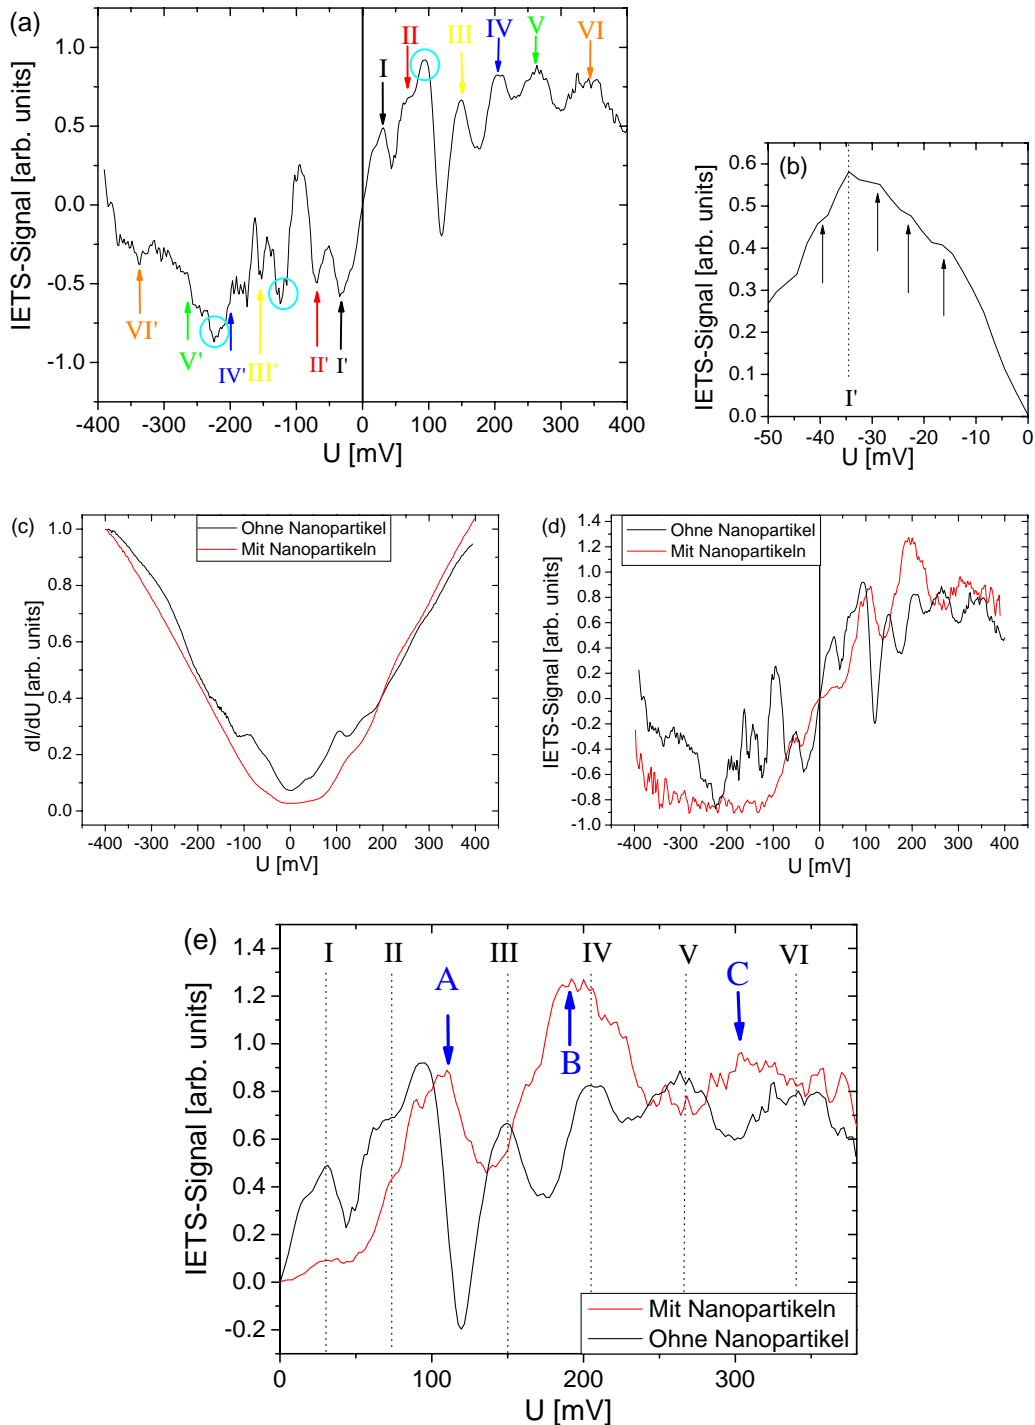 (a)
IETS-Signal [arb. units]
1.0
0.5
0.0
-0.5
-1.0
I
II
III
IV
V
VI
VI'
V'
IV'
III'
II'
I'
-400 -300 -200 -100 0 100 200 300 400
U [mV]
(b)
IETS-Signal [arb. units]
0.6
0.5
0.4
0.3
0.2
0.1
0.0
I'
-50 -40 -30 -20 -10 0
U [mV]
(c)
Ohne Nanopartikel
Mit Nanopartikeln
dI/dU [arb. units]
1.0
0.8
0.6
0.4
0.2
0.0
-400 -300 -200 -100 0 100 200 300 400
U [mV]
(d)
Ohne Nanopartikel
Mit Nanopartikeln
IETS-Signal [arb. units]
1.4
1.2
1.0
0.8
0.6
0.4
0.2
0.0
-0.2
-0.4
-0.6
-0.8
-1.0
-400 -300 -200 -100 0 100 200 300 400
U [mV]
(e)
IETS-Signal [arb. units]
1.4
1.2
1.0
0.8
0.6
0.4
0.2
0.0
-0.2
I II III IV V VI
A
B
C
Mit Nanopartikeln
Ohne Nanopartikel
0 100 200 300
U [mV]